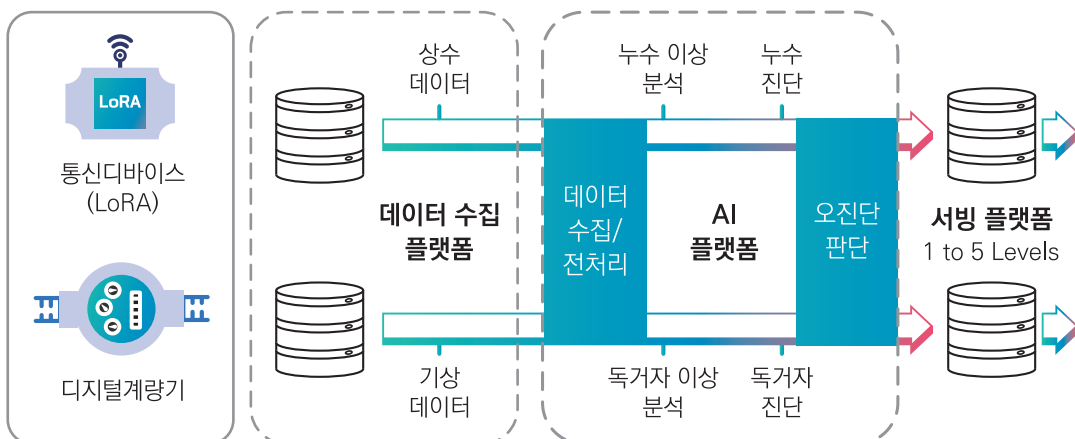 LoRA
통신디바이스
(LoRA)
디지털계량기
상수
데이터
데이터 수집
플랫폼
기상
데이터
누수 이상
분석
누수
진단
데이터
수집/
전처리
AI
플랫폼
오진단
판단
독거자 이상
분석
독거자
진단
서빙 플랫폼
1 to 5 Levels